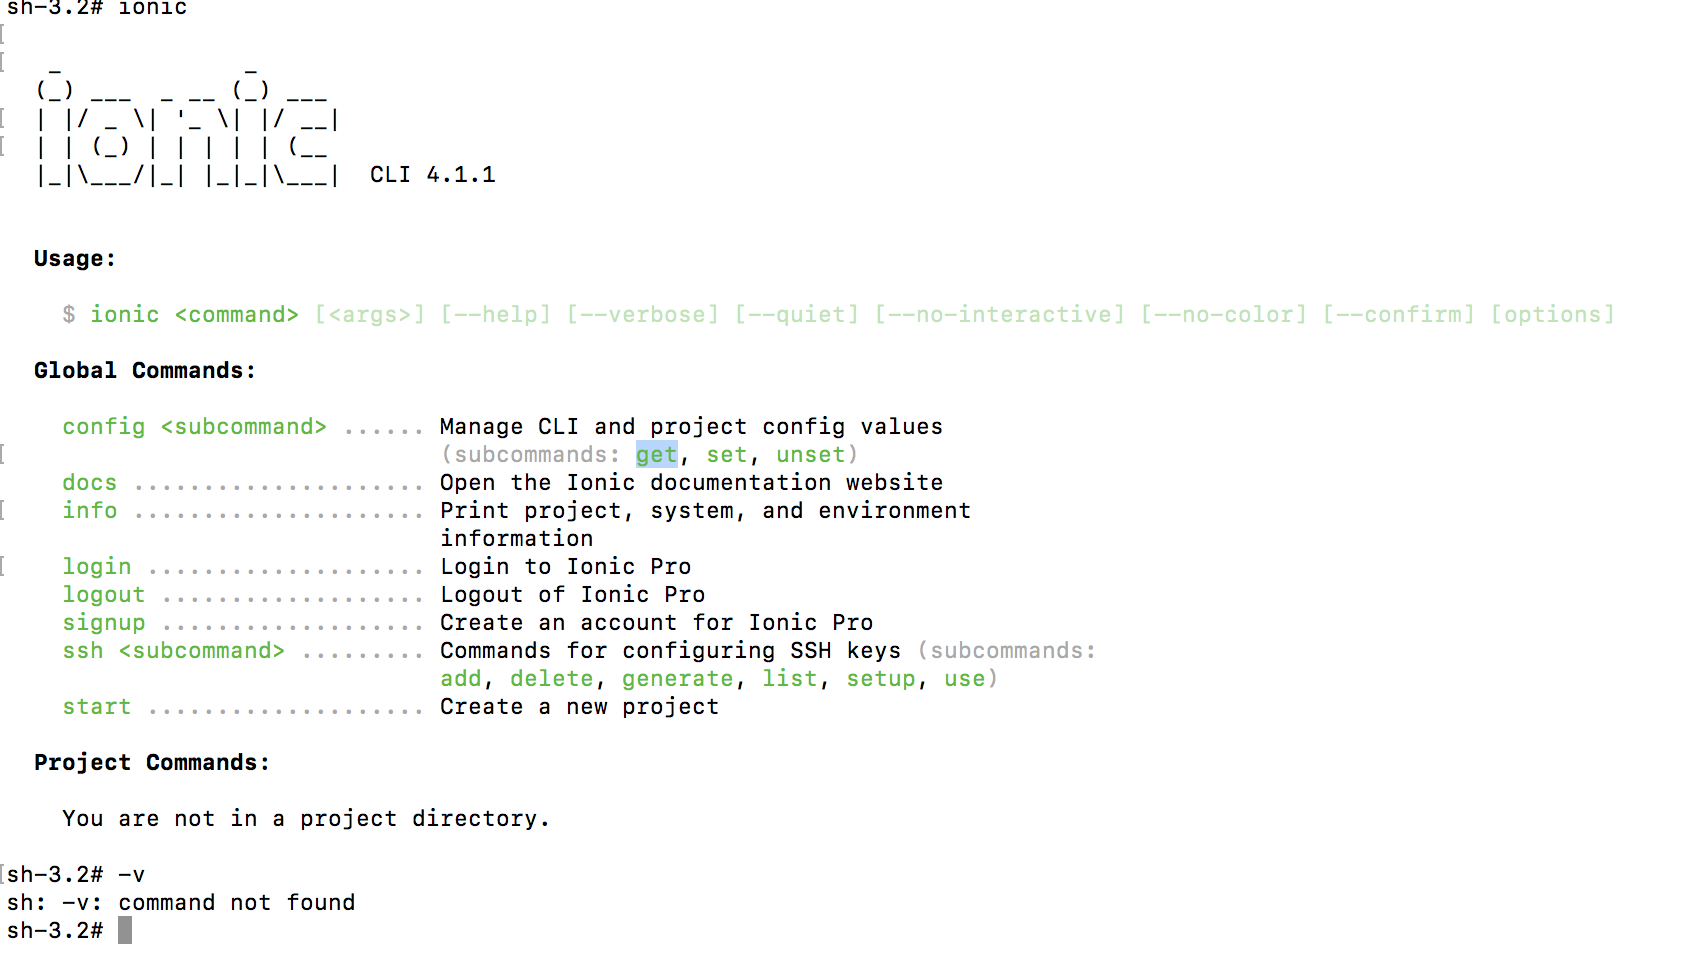 sh-3.2# ionic
[
[
   _             _
  (_) ___  _ __ (_) ___
[ | |/ _ \| '_ \| |/ __|
[ | | (_) | | | | | (__
  |_|\___/|_| |_|_|\___|  CLI 4.1.1
Usage:
$ ionic <command> [<args>] [--help] [--verbose] [--quiet] [--no-interactive] [--no-color] [--confirm] [options]
Global Commands:
config <subcommand> ...... Manage CLI and project config values
[ (subcommands: get, set, unset)
docs ..................... Open the Ionic documentation website
[ info ..................... Print project, system, and environment
information
[ login .................... Login to Ionic Pro
logout ................... Logout of Ionic Pro
signup ................... Create an account for Ionic Pro
ssh <subcommand> ......... Commands for configuring SSH keys (subcommands:
add, delete, generate, list, setup, use)
start .................... Create a new project
Project Commands:
You are not in a project directory.
[sh-3.2# -v
sh: -v: command not found
sh-3.2#